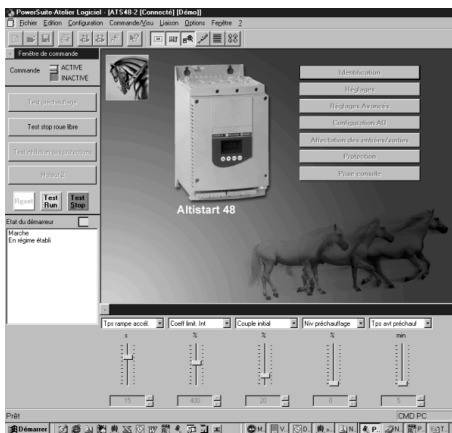 PowerSuite-Atelier Logiciel - [ATS48-2 [Connecté] [Démo]]
Fichier Edition Configuration Commande/Visu Liaison Options Fenêtre ?
Fenêtre de commande
Commande
ACTIVE
INACTIVE
Test préchauffage
Test stop roue libre
Moteur 2
Reset
Test Run
Test Stop
Etat du démarreur
Marche
En régime établi
Identification
Réglages
Réglages Avancés
Configuration AD
Affectation des entrées/sorties
Protection
Prise console
Altistart 48
Tps rampe accél.
Coeff limit. Int
Couple initial
Niv préchauffage
Tps avt préchauf
s
%
%
%
min
15
400
20
0
5
Prêt
CMD PC
Démarrer